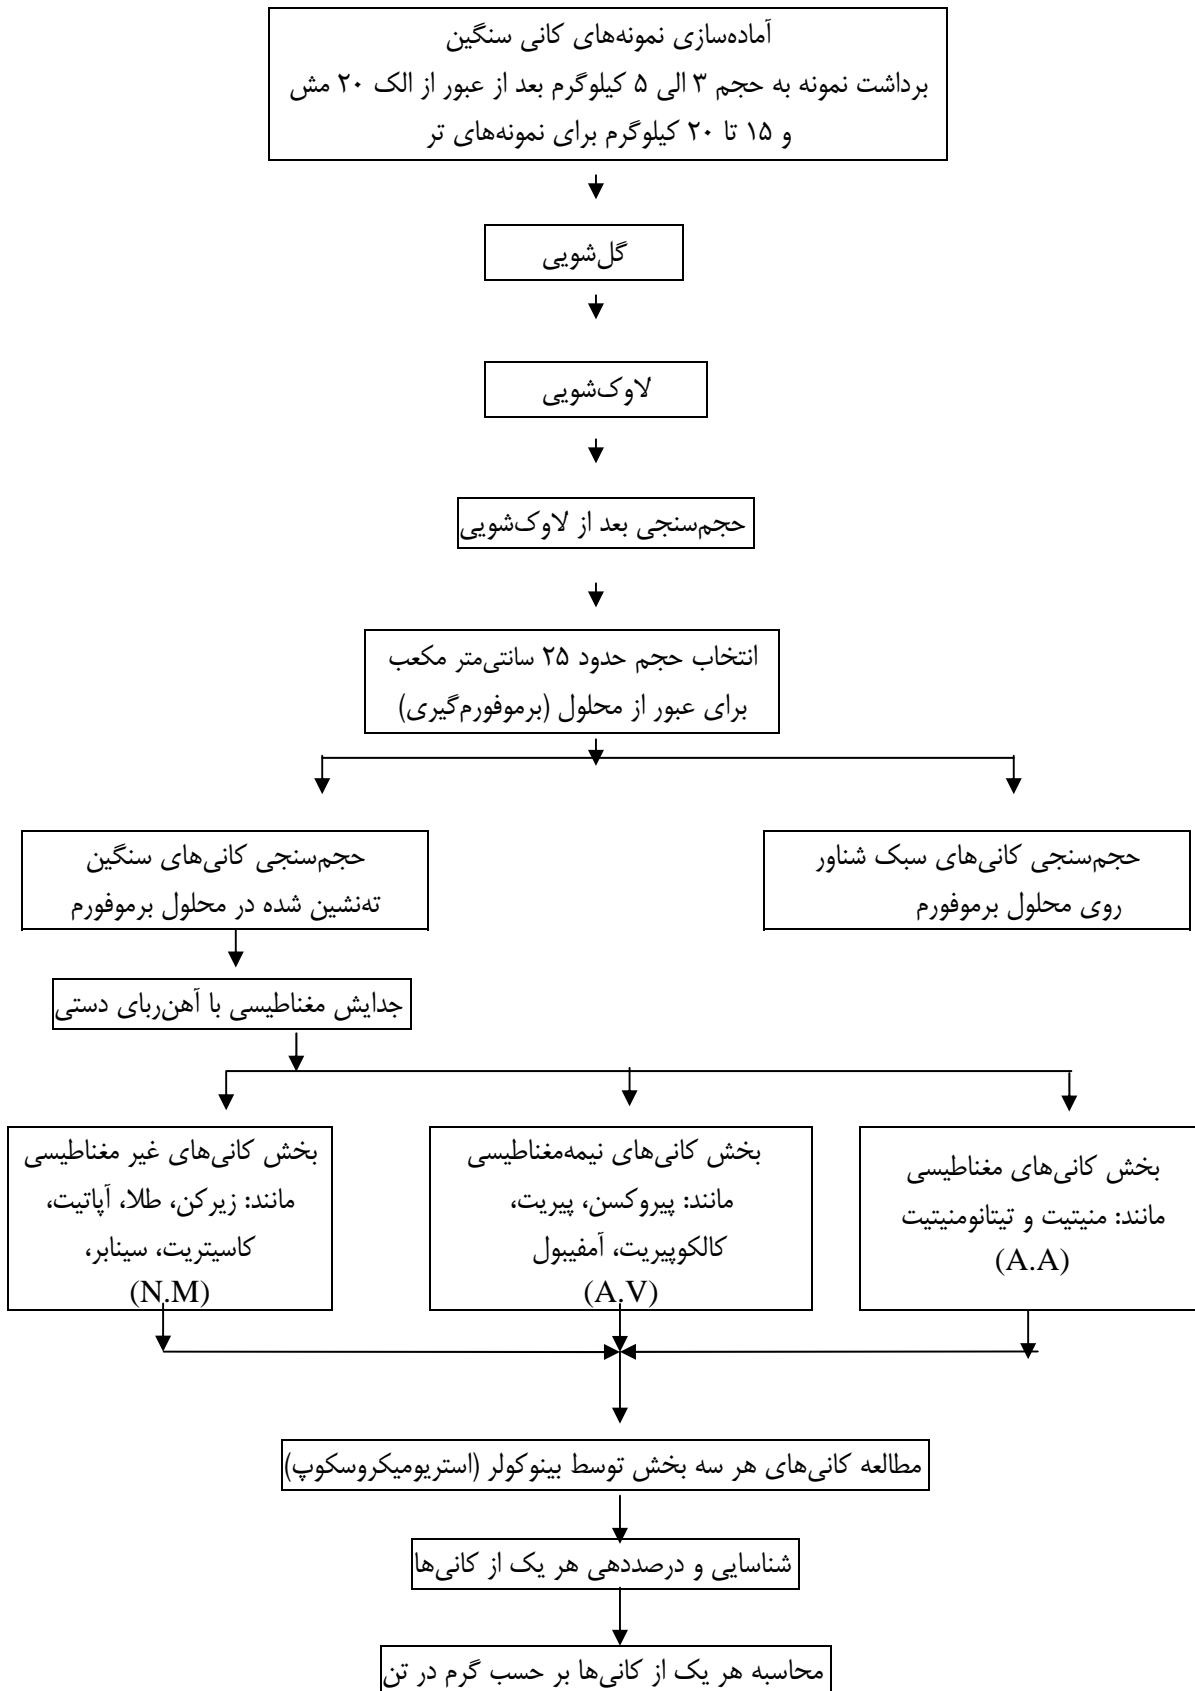 آماده‌سازی نمونه‌های کانی سنگین
برداشت نمونه به حجم ۳ الی ۵ کیلوگرم بعد از عبور از الک ۲۰ مش
و ۱۵ تا ۲۰ کیلوگرم برای نمونه‌های تر
گل‌شویی
لاوک‌شویی
حجم‌سنجی بعد از لاوک‌شویی
انتخاب حجم حدود ۲۵ سانتی‌متر مکعب
برای عبور از محلول (برموفورم‌گیری)
حجم‌سنجی کانی‌های سبک شناور
روی محلول برموفورم
حجم‌سنجی کانی‌های سنگین
ته‌نشین شده در محلول برموفورم
جدایش مغناطیسی با آهن‌ربای دستی
بخش کانی‌های مغناطیسی
مانند: منیتیت و تیتانومنیتیت
(A.A)
بخش کانی‌های نیمه‌مغناطیسی
مانند: پیروکسن، پیریت،
کالکوپیریت، آمفیبول
(A.V)
بخش کانی‌های غیر مغناطیسی
مانند: زیرکن، طلا، آپاتیت،
کاسیتریت، سینابر،
(N.M)
مطالعه کانی‌های هر سه بخش توسط بینوکولر (استریومیکروسکوپ)
شناسایی و درصددهی هر یک از کانی‌ها
محاسبه هر یک از کانی‌ها بر حسب گرم در تن